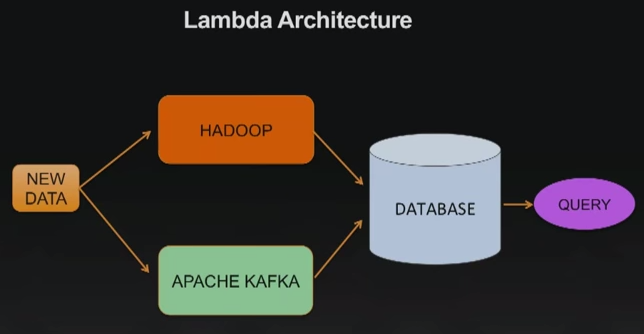 Lambda Architecture
HADOOP
NEW
DATA
DATABASE
QUERY
APACHE KAFKA